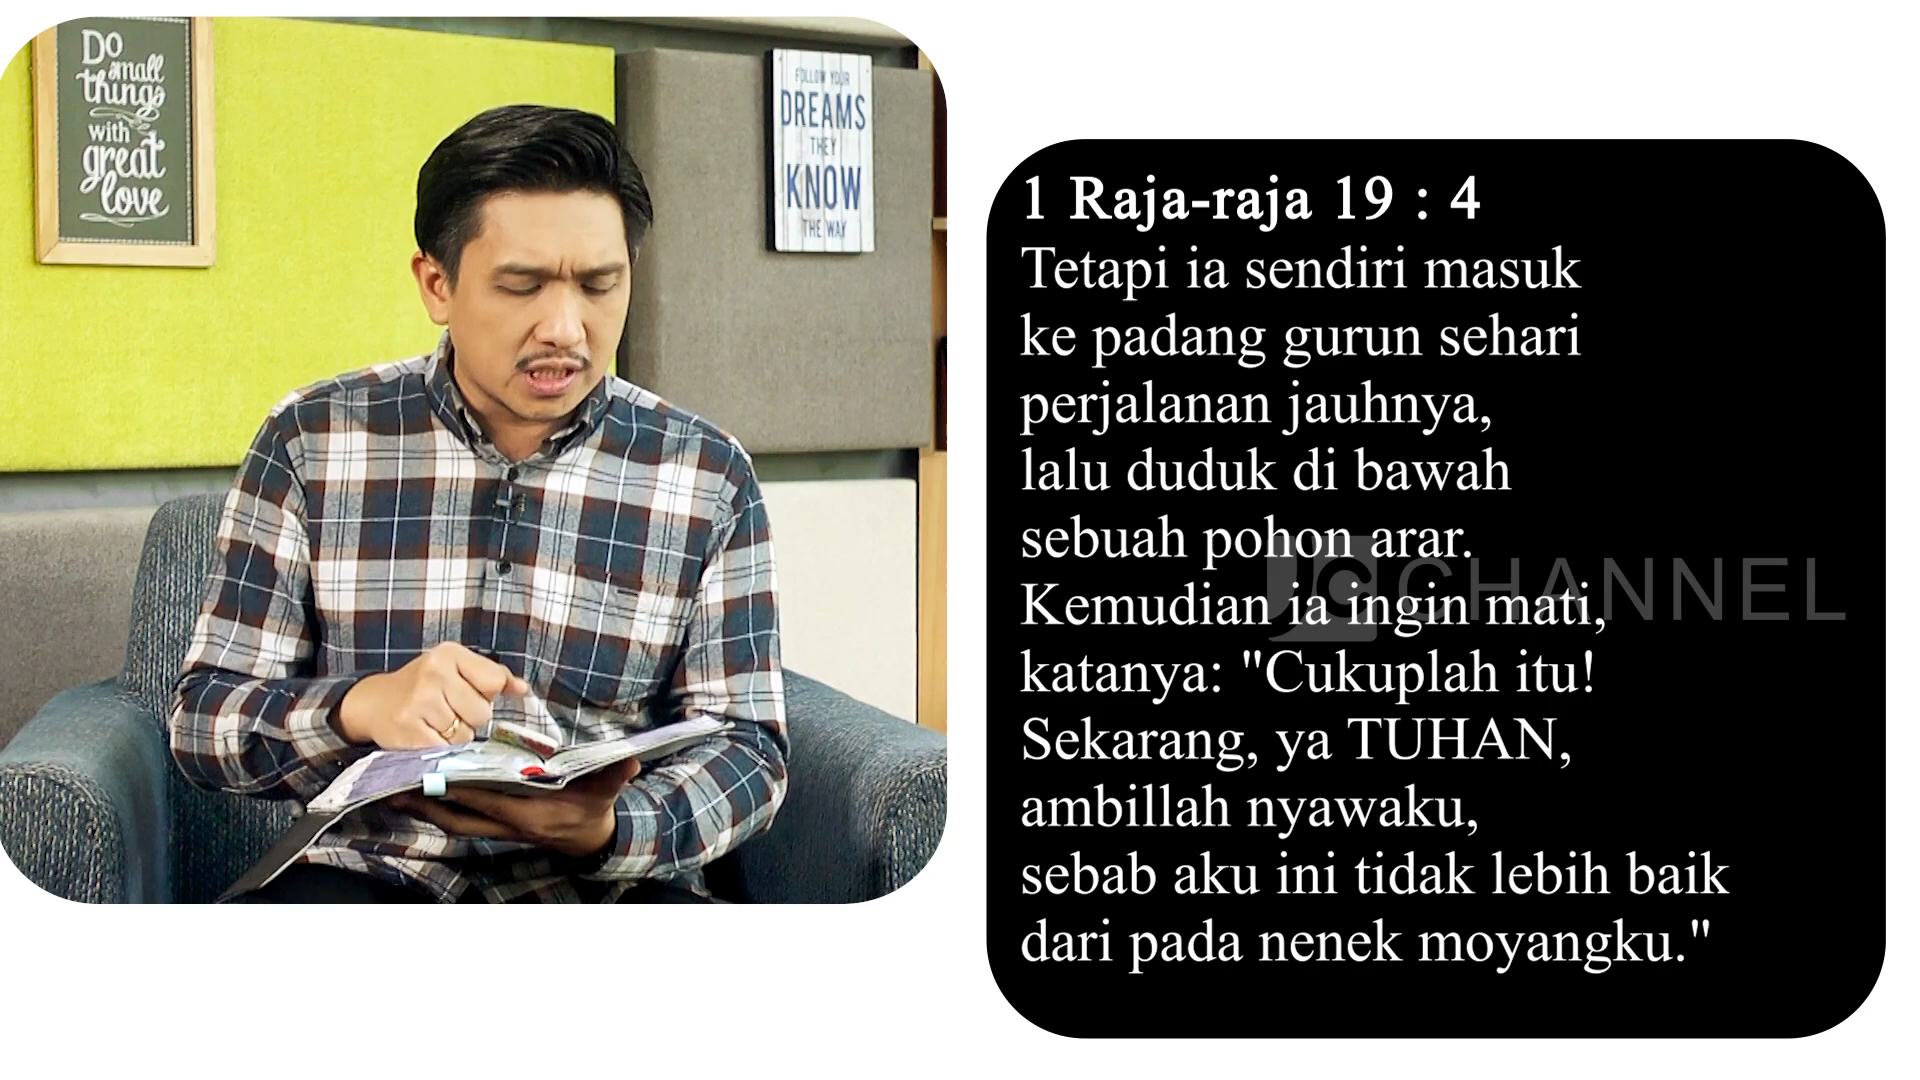 Do
small
things
with
great
love
FOLLOW YOUR
DREAMS
THEY
KNOW
THE WAY
1 Raja-raja 19 : 4
Tetapi ia sendiri masuk
ke padang gurun sehari
perjalanan jauhnya,
lalu duduk di bawah
sebuah pohon arar.
Kemudian ia ingin mati,
katanya: "Cukuplah itu!
Sekarang, ya TUHAN,
ambillah nyawaku,
sebab aku ini tidak lebih baik
dari pada nenek moyangku."
JC CHANNEL